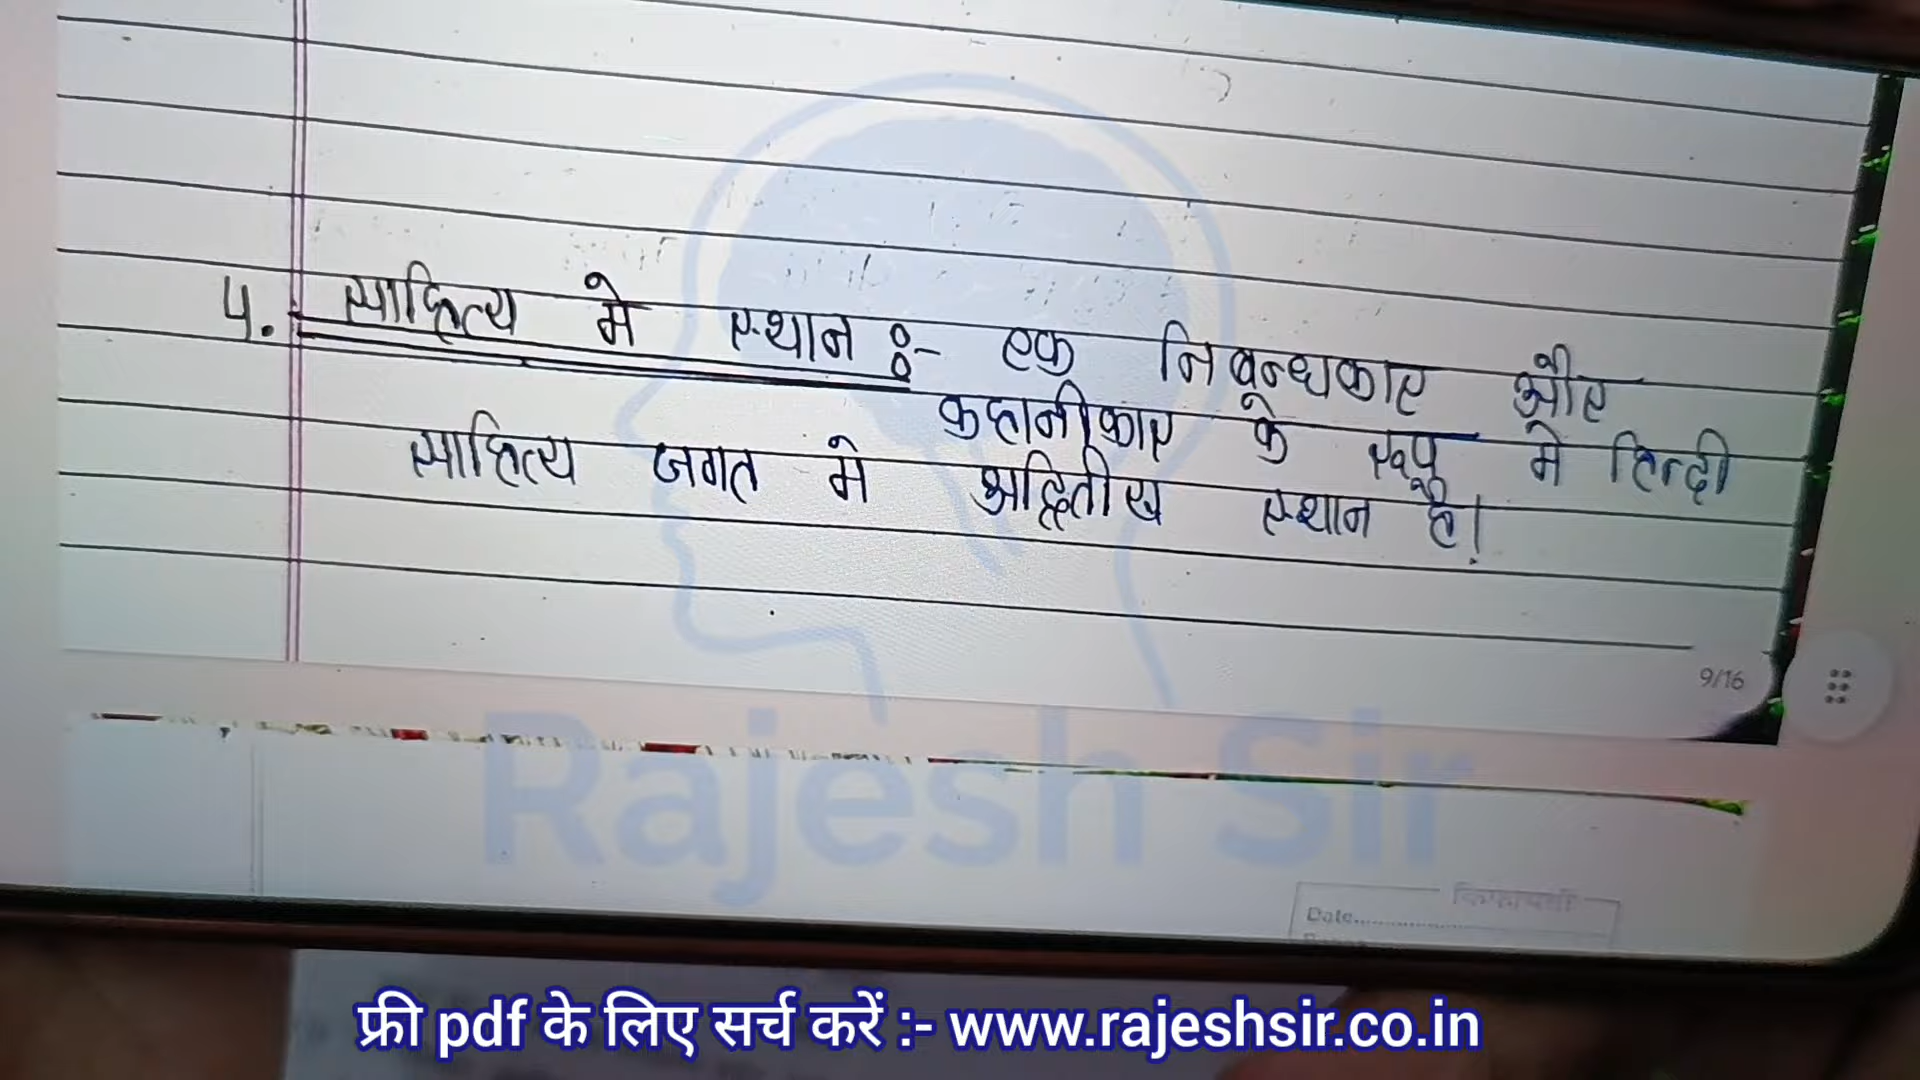 4. साहित्य मे स्थान :- एक निबन्धकार और
कहानीकार के रूप मे हिन्दी
साहित्य जगत मे अद्वितीय स्थान है।
9/16
Rajesh Sir
Date
फ्री pdf के लिए सर्च करें :- www.rajeshsir.co.in